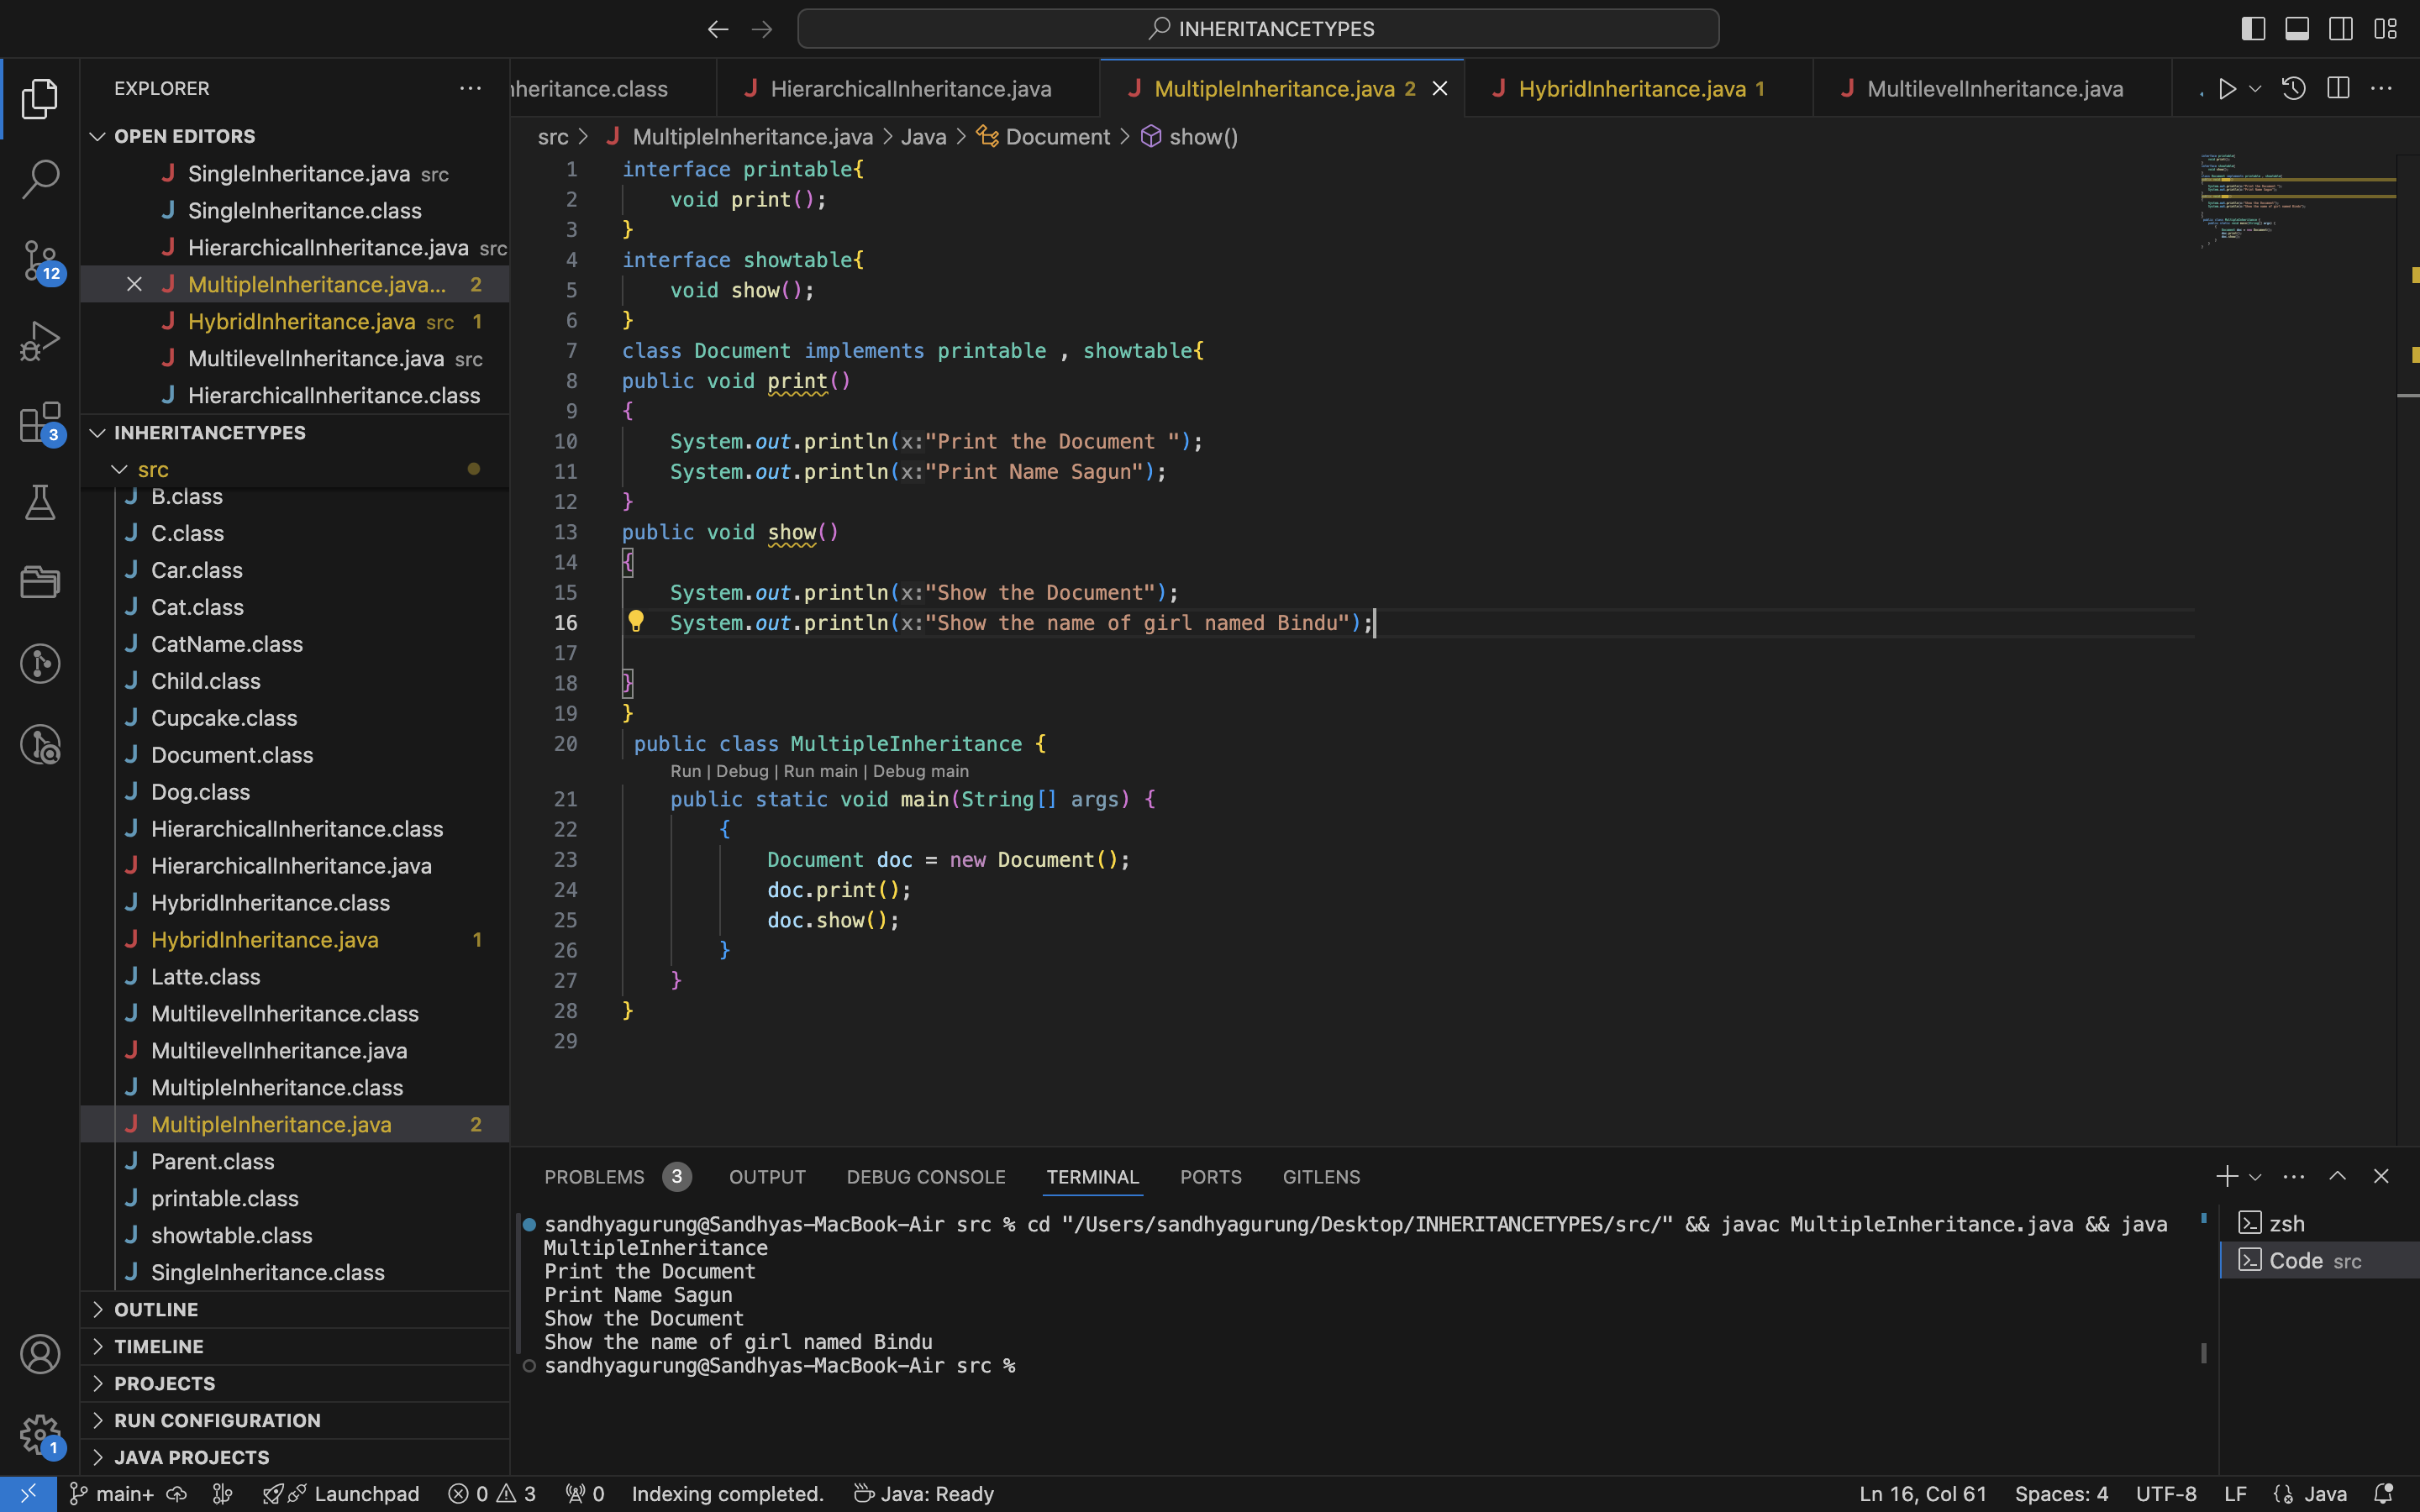 INHERITANCETYPES
EXPLORER
OPEN EDITORS
SingleInheritance.java src
SingleInheritance.class
HierarchicalInheritance.java src
MultipleInheritance.java... 2
HybridInheritance.java src 1
MultilevelInheritance.java src
HierarchicalInheritance.class
INHERITANCETYPES
src
B.class
C.class
Car.class
Cat.class
CatName.class
Child.class
Cupcake.class
Document.class
Dog.class
HierarchicalInheritance.class
HierarchicalInheritance.java
HybridInheritance.class
HybridInheritance.java 1
Latte.class
MultilevelInheritance.class
MultilevelInheritance.java
MultipleInheritance.class
MultipleInheritance.java 2
Parent.class
printable.class
showtable.class
SingleInheritance.class
OUTLINE
TIMELINE
PROJECTS
RUN CONFIGURATION
JAVA PROJECTS
12
3
1
nheritance.class HierarchicalInheritance.java MultipleInheritance.java 2 HybridInheritance.java 1 MultilevelInheritance.java
src > MultipleInheritance.java > Java > Document > show()
1 interface printable{
2 void print();
3 }
4 interface showtable{
5 void show();
6 }
7 class Document implements printable , showtable{
8 public void print()
9 {
10 System.out.println(x:"Print the Document ");
11 System.out.println(x:"Print Name Sagun");
12 }
13 public void show()
14 {
15 System.out.println(x:"Show the Document");
16 System.out.println(x:"Show the name of girl named Bindu");
17
18 }
19 }
20 public class MultipleInheritance {
Run | Debug | Run main | Debug main
21 public static void main(String[] args) {
22 {
23 Document doc = new Document();
24 doc.print();
25 doc.show();
26 }
27 }
28 }
29
PROBLEMS 3 OUTPUT DEBUG CONSOLE TERMINAL PORTS GITLENS
sandhyagurung@Sandhyas-MacBook-Air src % cd "/Users/sandhyagurung/Desktop/INHERITANCETYPES/src/" && javac MultipleInheritance.java && java
MultipleInheritance
Print the Document
Print Name Sagun
Show the Document
Show the name of girl named Bindu
sandhyagurung@Sandhyas-MacBook-Air src %
zsh
Code src
main+ Launchpad 0 3 0 Indexing completed. Java: Ready Ln 16, Col 61 Spaces: 4 UTF-8 LF Java